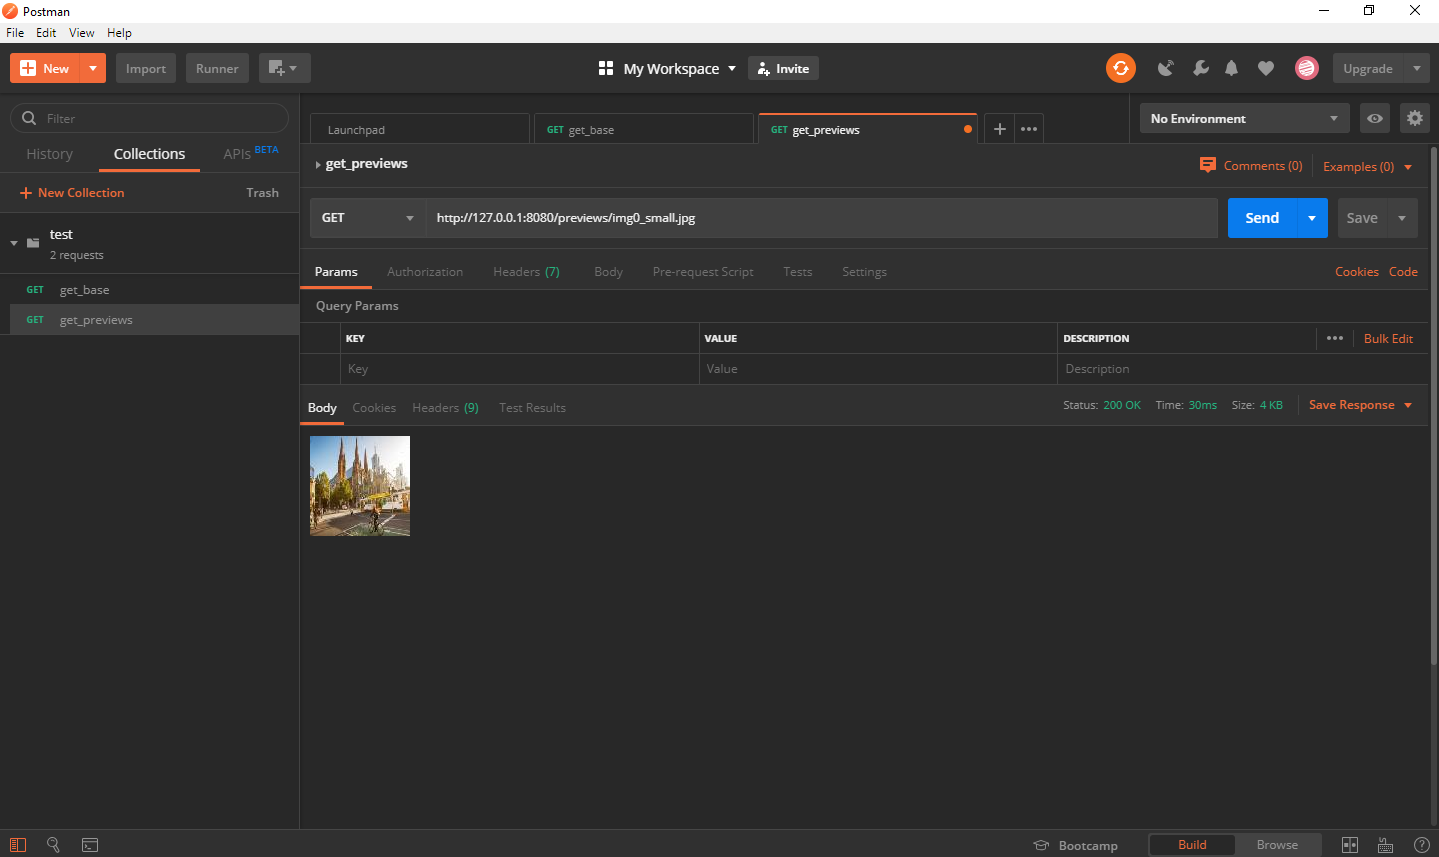 Postman
File Edit View Help
New Import Runner My Workspace Invite Upgrade
Filter
History Collections APIs BETA
New Collection Trash
test
2 requests
GET get_base
GET get_previews
Launchpad GET get_base GET get_previews No Environment
get_previews Comments (0) Examples (0)
GET http://127.0.0.1:8080/previews/img0_small.jpg Send Save
Params Authorization Headers (7) Body Pre-request Script Tests Settings Cookies Code
Query Params
KEY VALUE DESCRIPTION Bulk Edit
Key Value Description
Body Cookies Headers (9) Test Results Status: 200 OK Time: 30ms Size: 4 KB Save Response
Bootcamp Build Browse